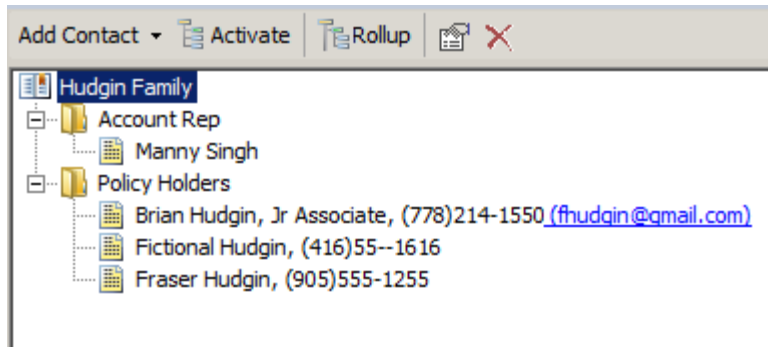 Add Contact Activate Rollup
Hudgin Family
Account Rep
Manny Singh
Policy Holders
Brian Hudgin, Jr Associate, (778)214-1550 (fhudgin@gmail.com)
Fictional Hudgin, (416)55--1616
Fraser Hudgin, (905)555-1255